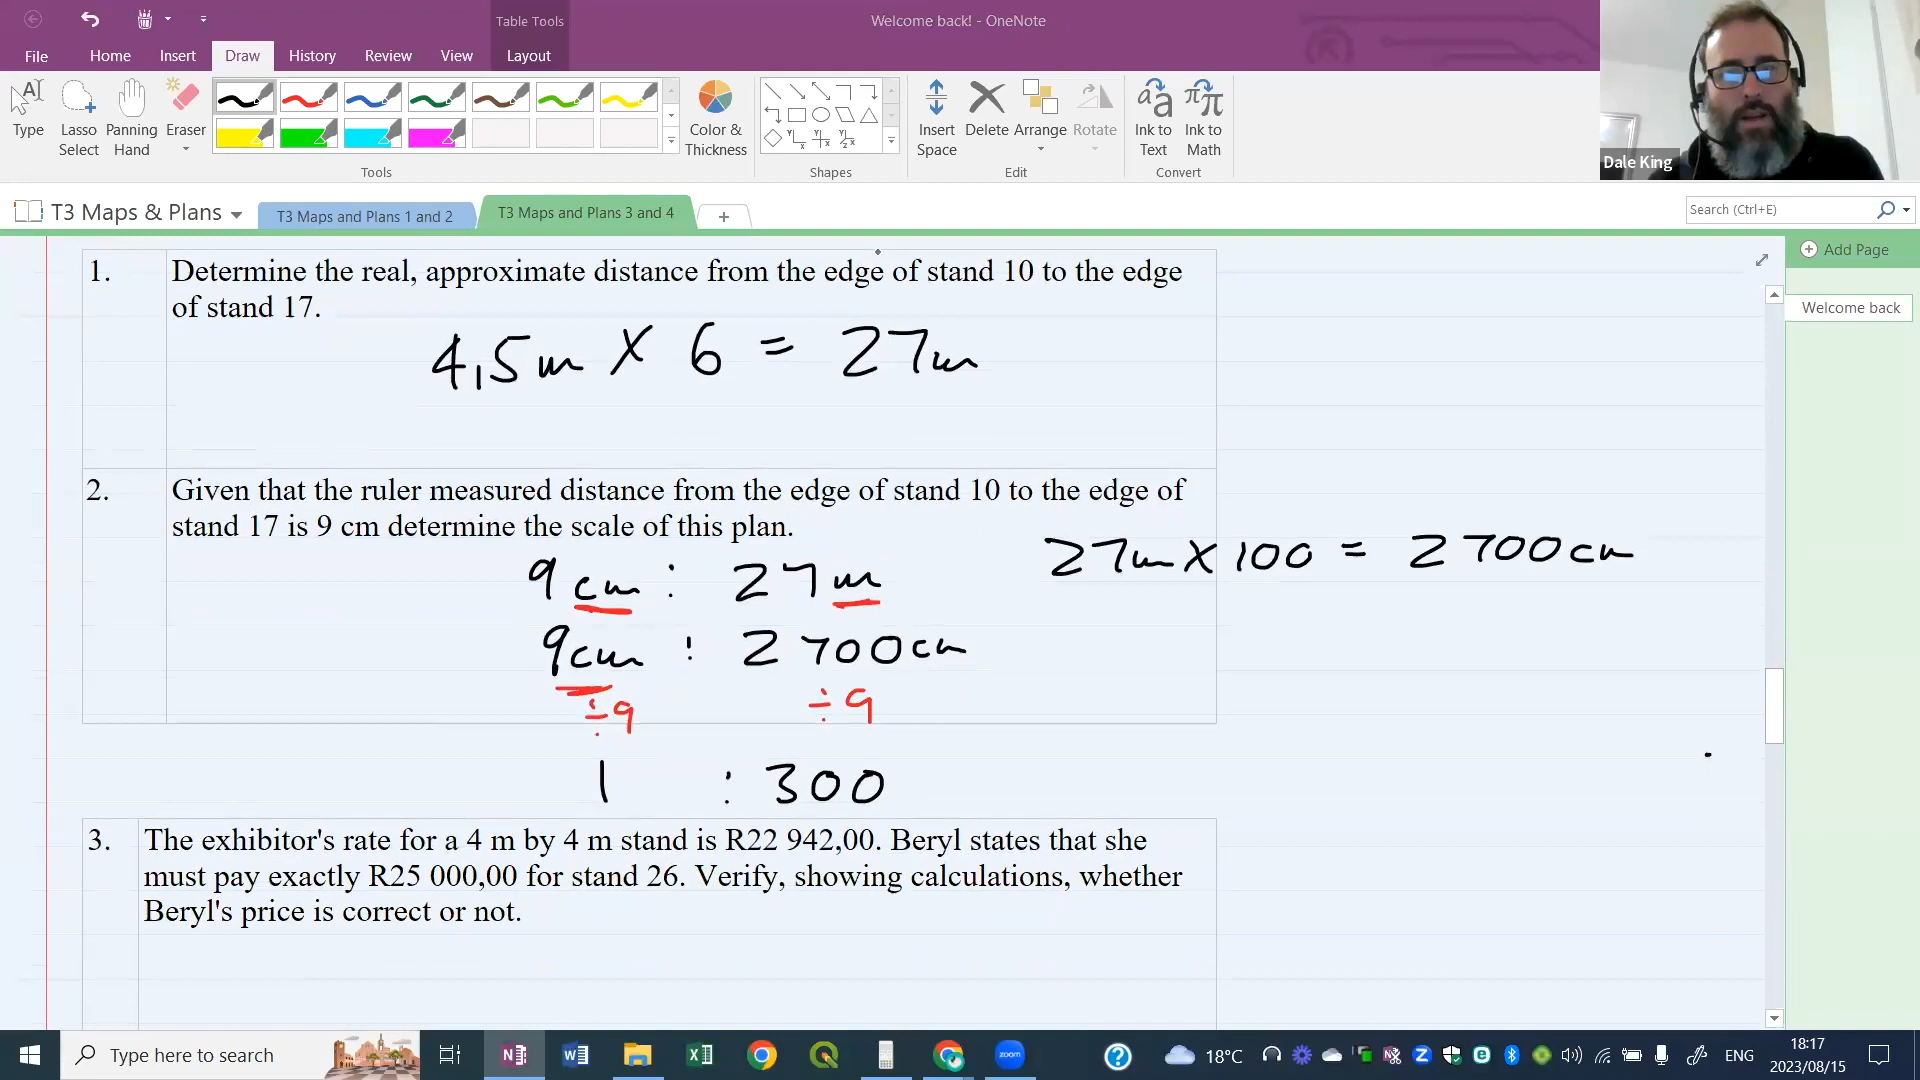 Table Tools
Welcome back! - OneNote
File
Home
Insert
Draw
History
Review
View
Layout
Type
Lasso Select
Panning Hand
Eraser
Color & Thickness
Insert Space
Delete
Arrange
Rotate
Ink to Text
Ink to Math
Tools
Shapes
Edit
Convert
Dale King
T3 Maps & Plans
T3 Maps and Plans 1 and 2
T3 Maps and Plans 3 and 4
Search (Ctrl+E)
Add Page
Welcome back
1. Determine the real, approximate distance from the edge of stand 10 to the edge
of stand 17.
4,5m × 6 = 27m
2. Given that the ruler measured distance from the edge of stand 10 to the edge of
stand 17 is 9 cm determine the scale of this plan.
27m × 100 = 2 700cm
9cm : 27m
9cm : 2 700cm
÷9 ÷9
1 : 300
3. The exhibitor's rate for a 4 m by 4 m stand is R22 942,00. Beryl states that she
must pay exactly R25 000,00 for stand 26. Verify, showing calculations, whether
Beryl's price is correct or not.
Type here to search
zoom
18°C
ENG
18:17
2023/08/15